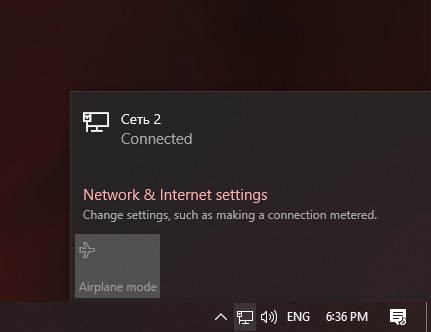 Сеть 2
Connected
Network & Internet settings
Change settings, such as making a connection metered.
Airplane mode
ENG 6:36 PM